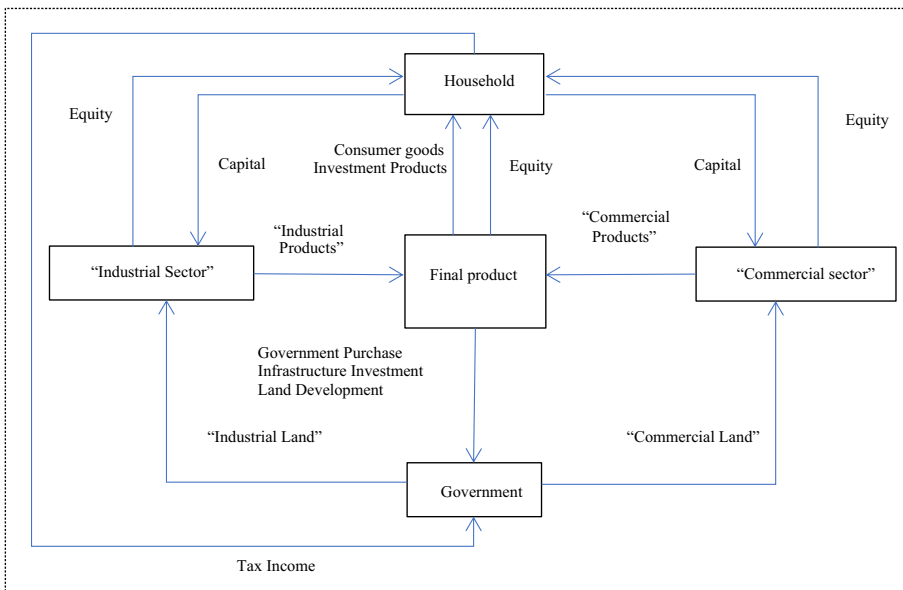 Household
Equity
Equity
Consumer goods
Investment Products
Capital
Equity
Capital
“Industrial
Products”
“Commercial
Products”
“Industrial Sector”
Final product
“Commercial sector”
Government Purchase
Infrastructure Investment
Land Development
“Industrial Land”
“Commercial Land”
Government
Tax Income